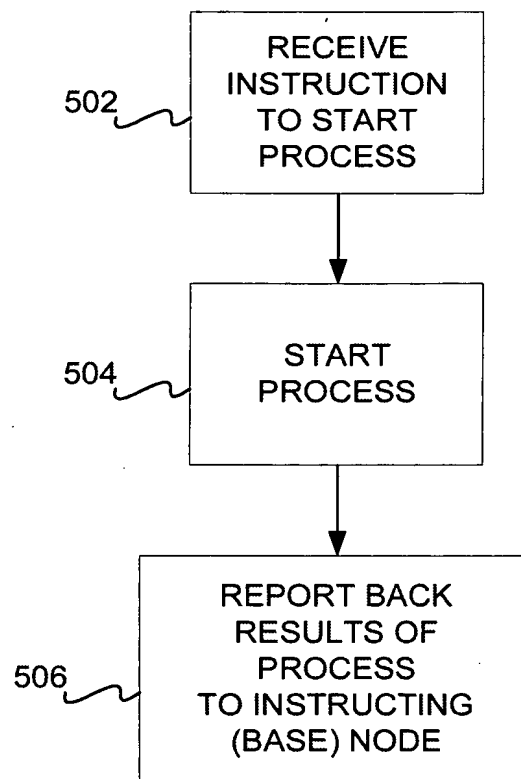 RECEIVE
INSTRUCTION
TO START
PROCESS
502
START
PROCESS
504
REPORT BACK
RESULTS OF
PROCESS
TO INSTRUCTING
(BASE) NODE
506